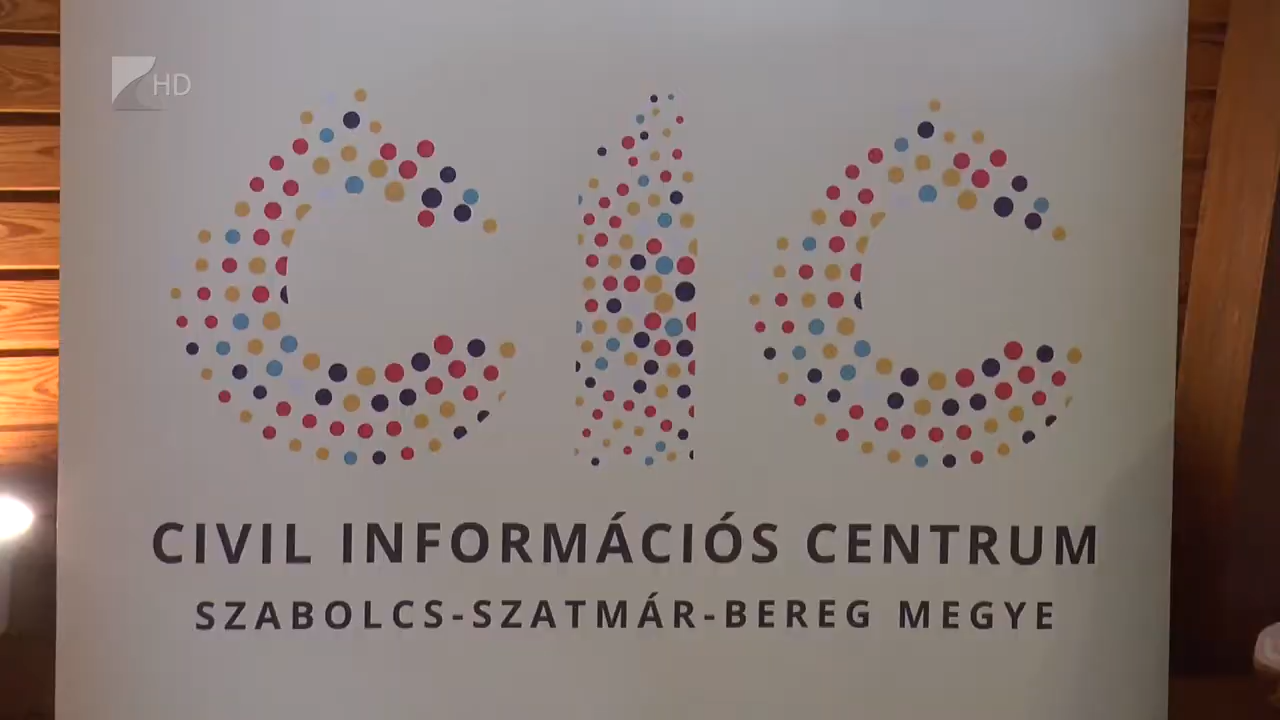 HD
CIC
CIVIL INFORMÁCIÓS CENTRUM
SZABOLCS-SZATMÁR-BEREG MEGYE